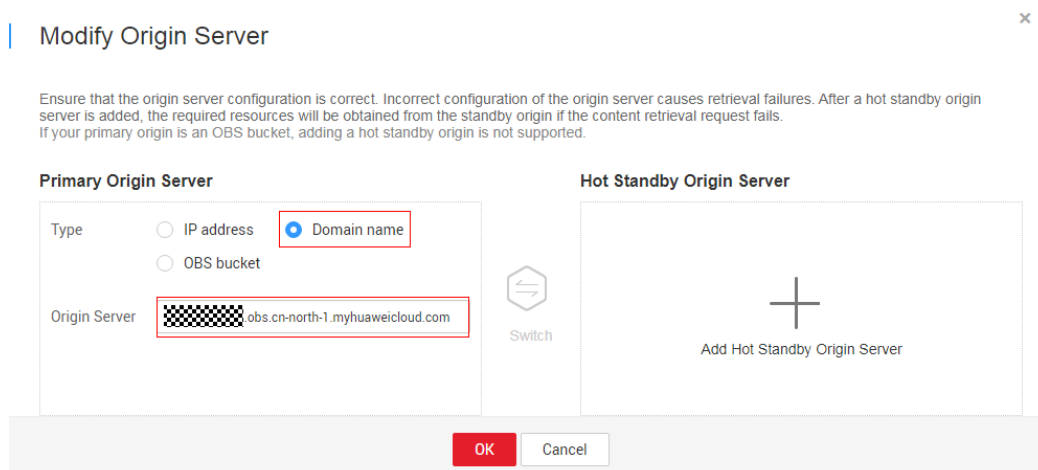 Modify Origin Server
Ensure that the origin server configuration is correct. Incorrect configuration of the origin server causes retrieval failures. After a hot standby origin
server is added, the required resources will be obtained from the standby origin if the content retrieval request fails.
If your primary origin is an OBS bucket, adding a hot standby origin is not supported.
Primary Origin Server
Type
IP address
Domain name
OBS bucket
Origin Server
.obs.cn-north-1.myhuaweicloud.com
Switch
Hot Standby Origin Server
Add Hot Standby Origin Server
OK
Cancel